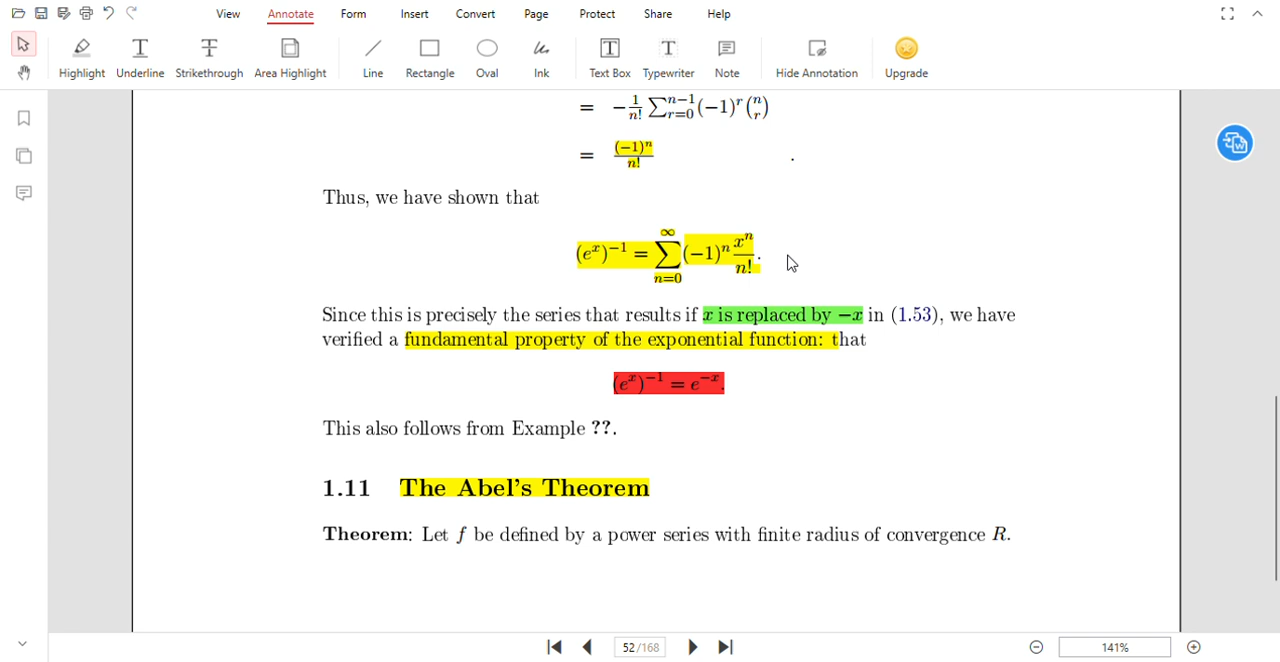 View Annotate Form Insert Convert Page Protect Share Help
Highlight Underline Strikethrough Area Highlight Line Rectangle Oval Ink Text Box Typewriter Note Hide Annotation Upgrade
= −1/n! ∑_{r=0}^{n−1} (−1)^r (n r)
= (−1)^n/n! .
Thus, we have shown that
(e^x)^{−1} = ∑_{n=0}^{∞} (−1)^n x^n/n!.
Since this is precisely the series that results if x is replaced by −x in (1.53), we have
verified a fundamental property of the exponential function: that
(e^x)^{−1} = e^{−x}.
This also follows from Example ??.
1.11 The Abel's Theorem
Theorem: Let f be defined by a power series with finite radius of convergence R.
52/168 141%